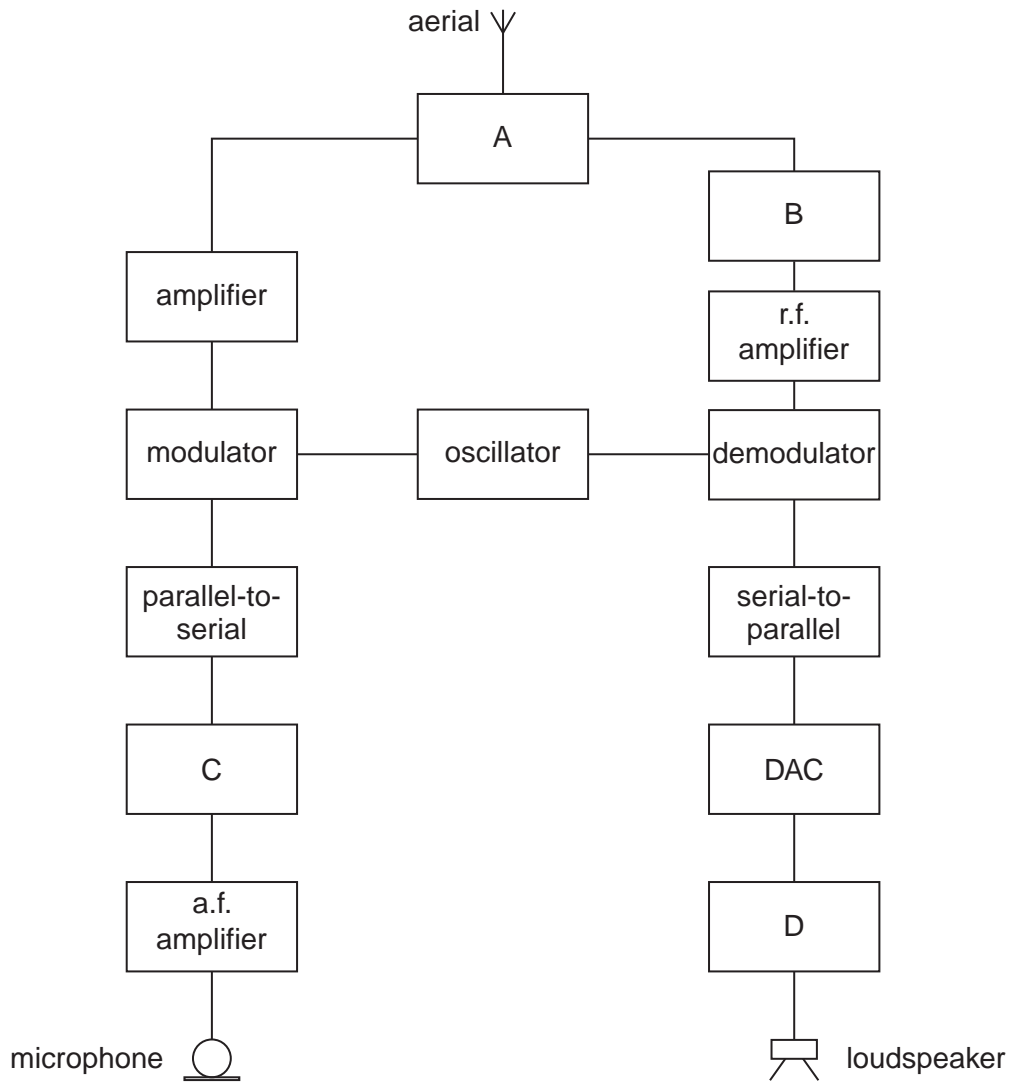 aerial
A
B
amplifier
r.f.
amplifier
modulator
oscillator
demodulator
parallel-to-
serial
serial-to-
parallel
C
DAC
a.f.
amplifier
D
microphone
loudspeaker